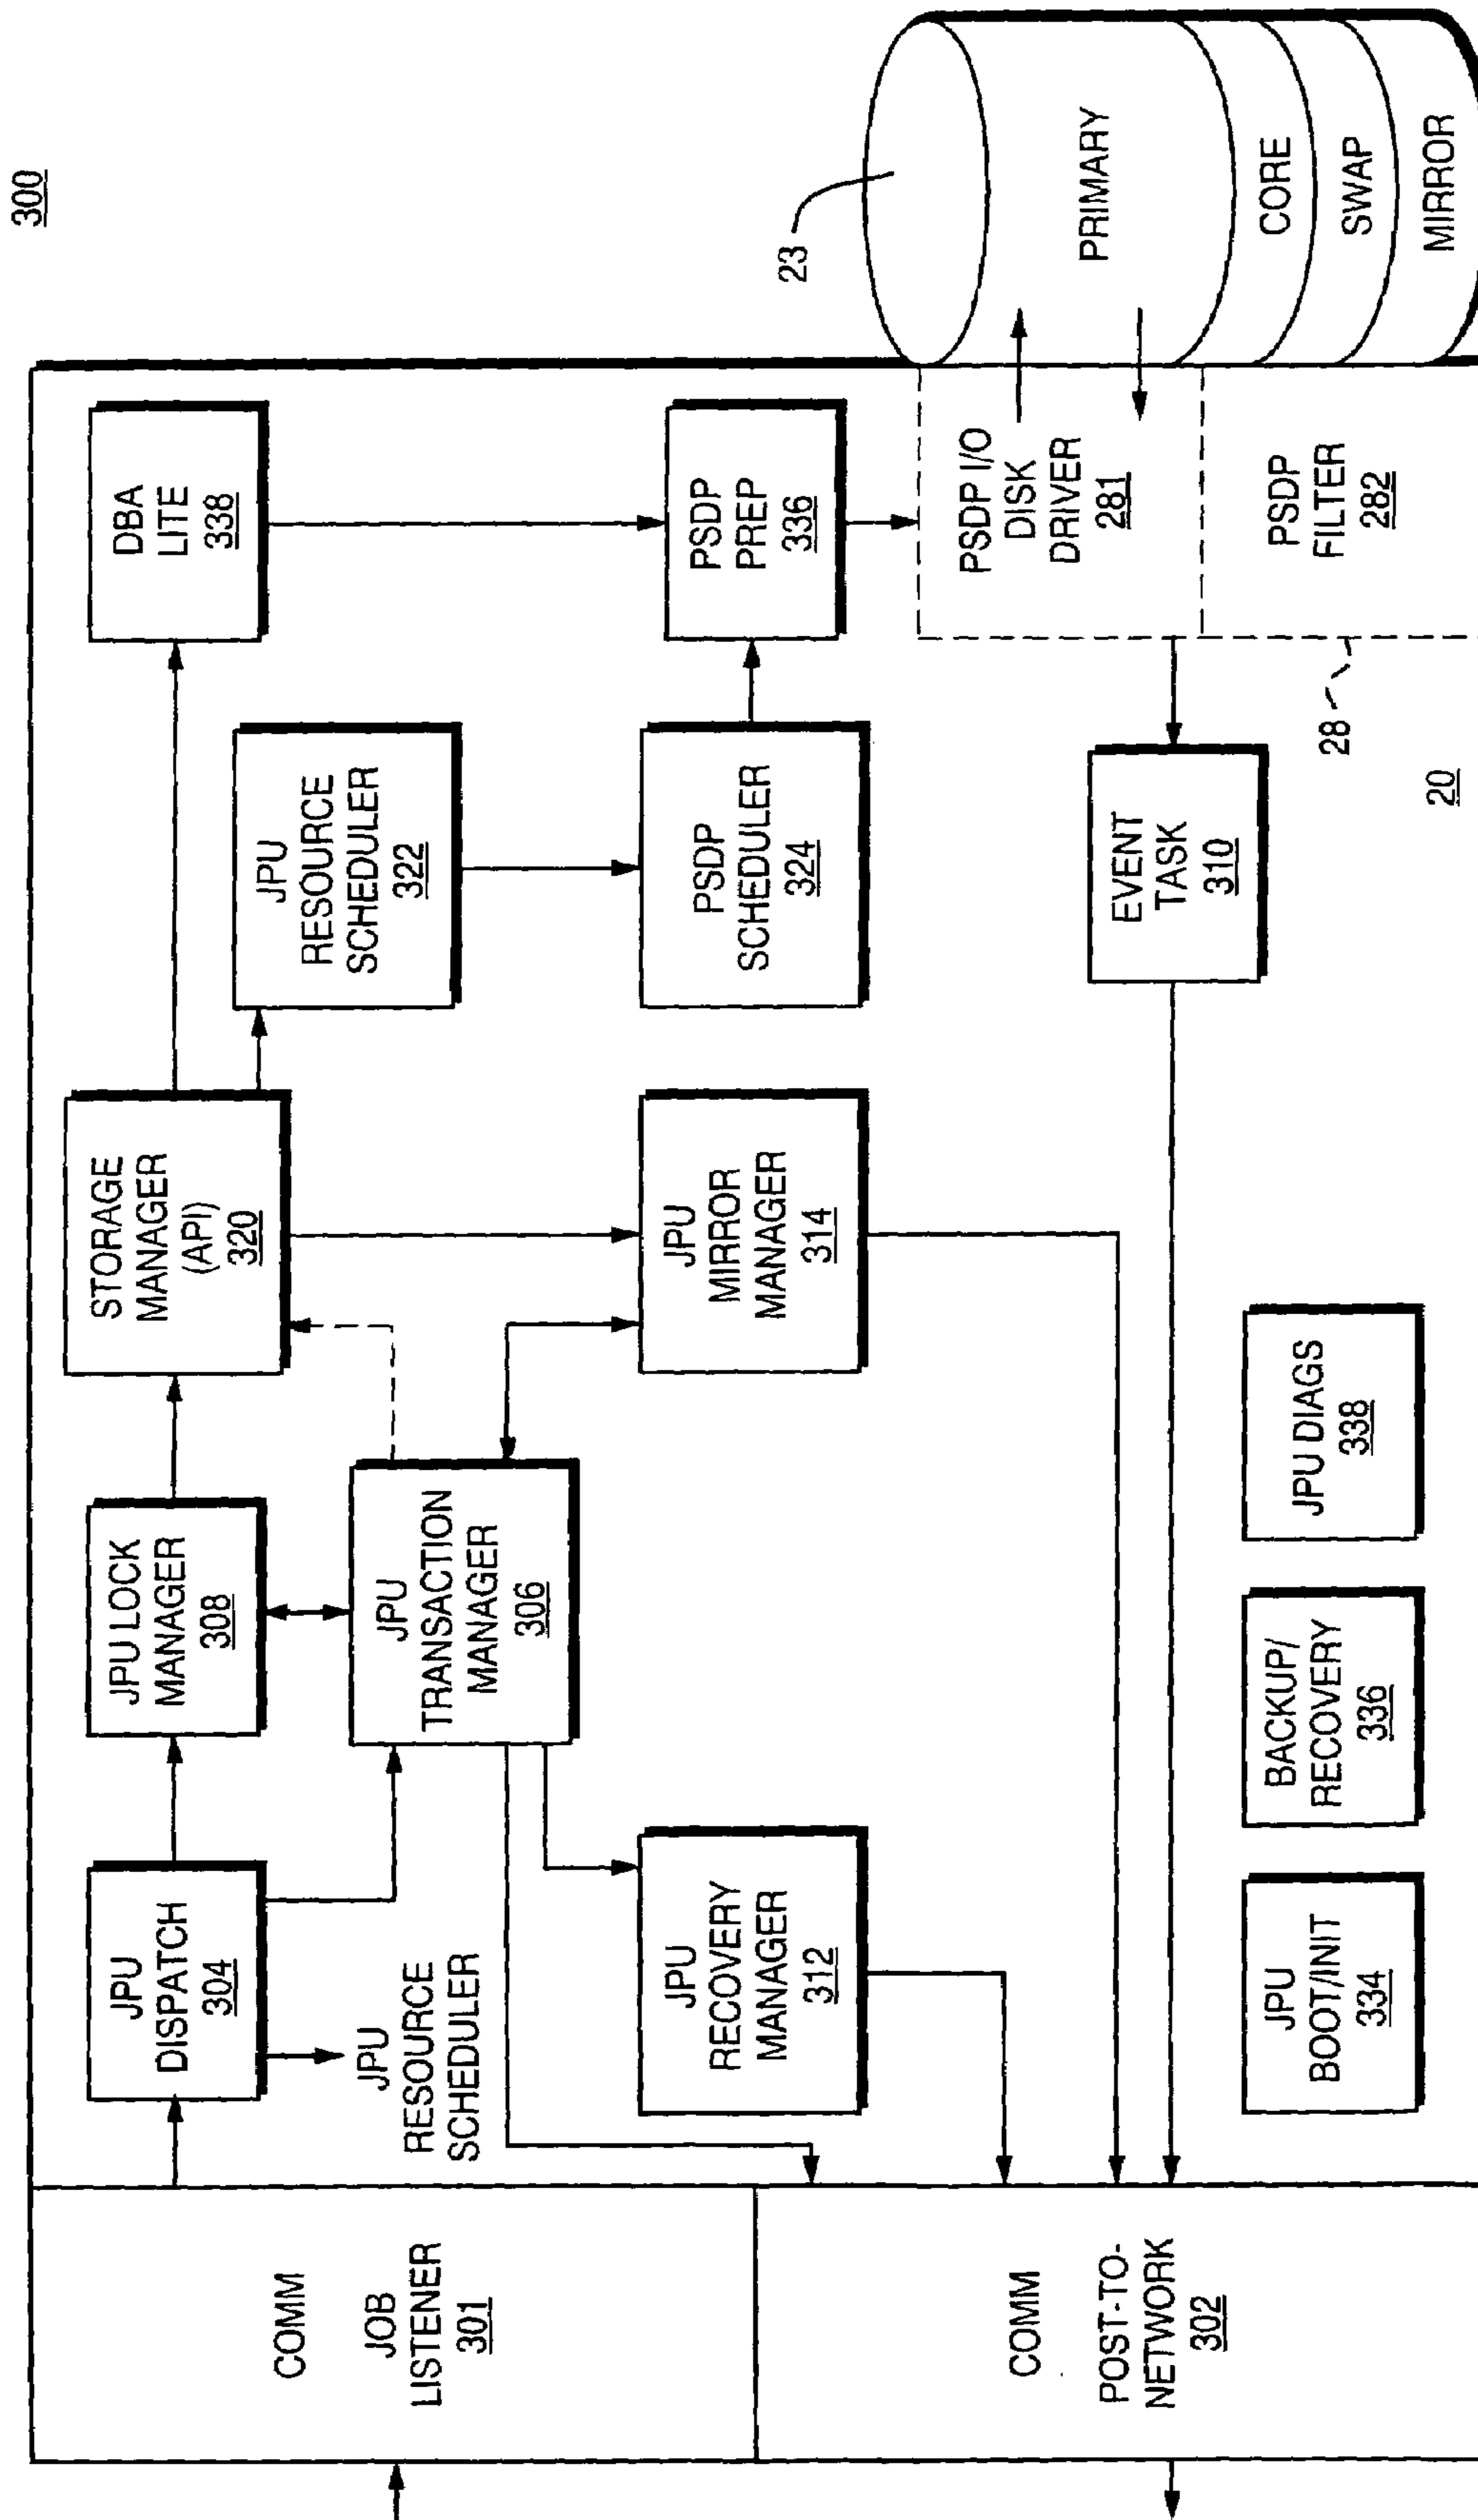 300
COMM
JOB
LISTENER
301
COMM
POST-TO-
NETWORK
302
JPU
DISPATCH
304
JPU
RESOURCE
SCHEDULER
JPU LOCK
MANAGER
308
JPU
TRANSACTION
MANAGER
306
JPU
RECOVERY
MANAGER
312
STORAGE
MANAGER
(API)
320
JPU
MIRROR
MANAGER
314
JPU
RESOURCE
SCHEDULER
322
PSDP
SCHEDULER
324
DBA
LITE
338
PSDP
PREP
336
PSDP I/O
DISK
DRIVER
281
PSDP
FILTER
282
EVENT
TASK
310
28
20
JPU
BOOT/INIT
334
BACKUP/
RECOVERY
336
JPU DIAGS
338
23
PRIMARY
CORE
SWAP
MIRROR